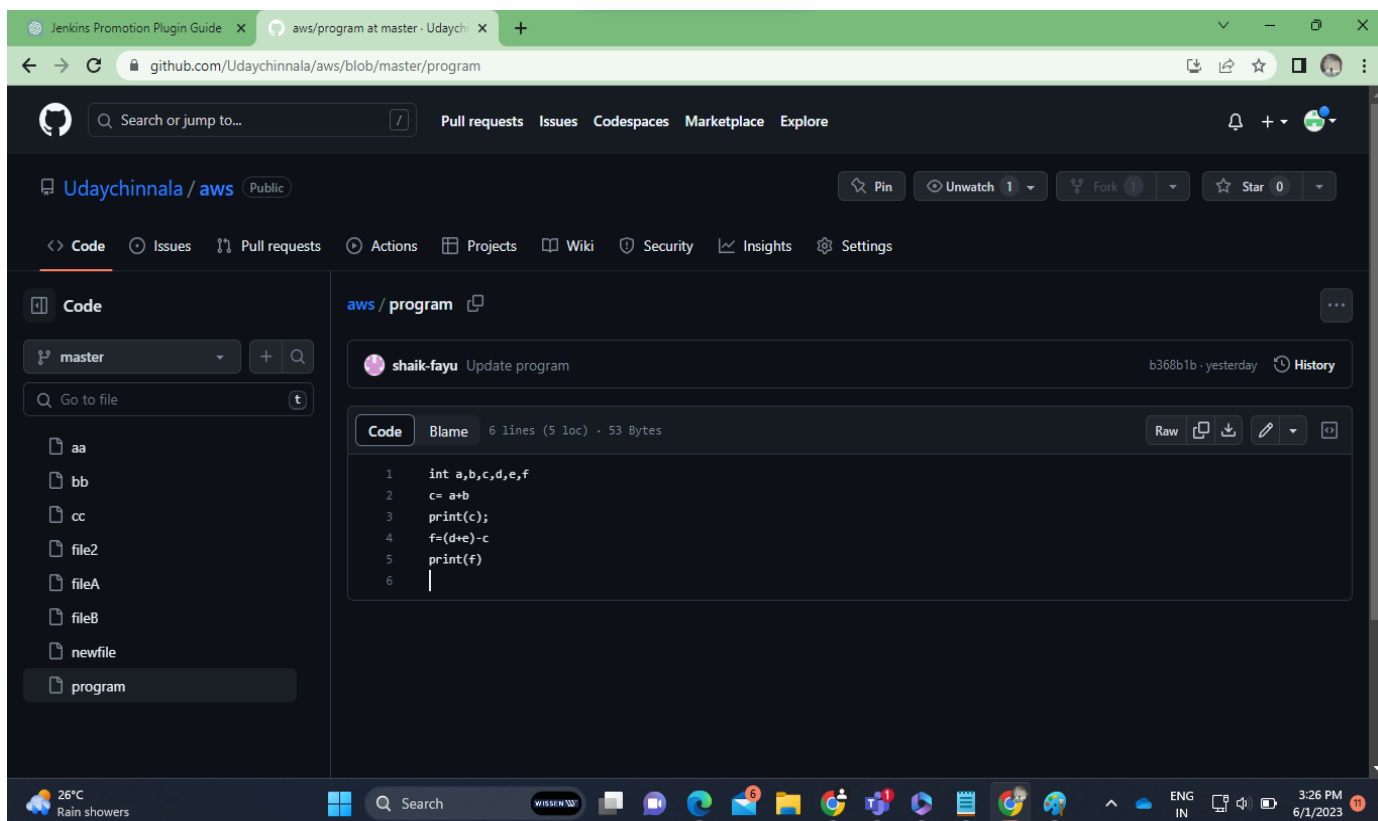 Jenkins Promotion Plugin Guide
aws/program at master · Udaychi
github.com/Udaychinnala/aws/blob/master/program
Search or jump to...
/
Pull requests Issues Codespaces Marketplace Explore
Udaychinnala / aws Public
Pin
Unwatch 1
Fork 1
Star 0
Code Issues Pull requests Actions Projects Wiki Security Insights Settings
Code
master
Go to file
t
aa
bb
cc
file2
fileA
fileB
newfile
program
aws / program
shaik-fayu Update program
b368b1b · yesterday History
Code Blame 6 lines (5 loc) · 53 Bytes
Raw
1 int a,b,c,d,e,f
2 c= a+b
3 print(c);
4 f=(d+e)-c
5 print(f)
6
26°C
Rain showers
Search
WISSEN
6
1
ENG
IN
3:26 PM
6/1/2023
11